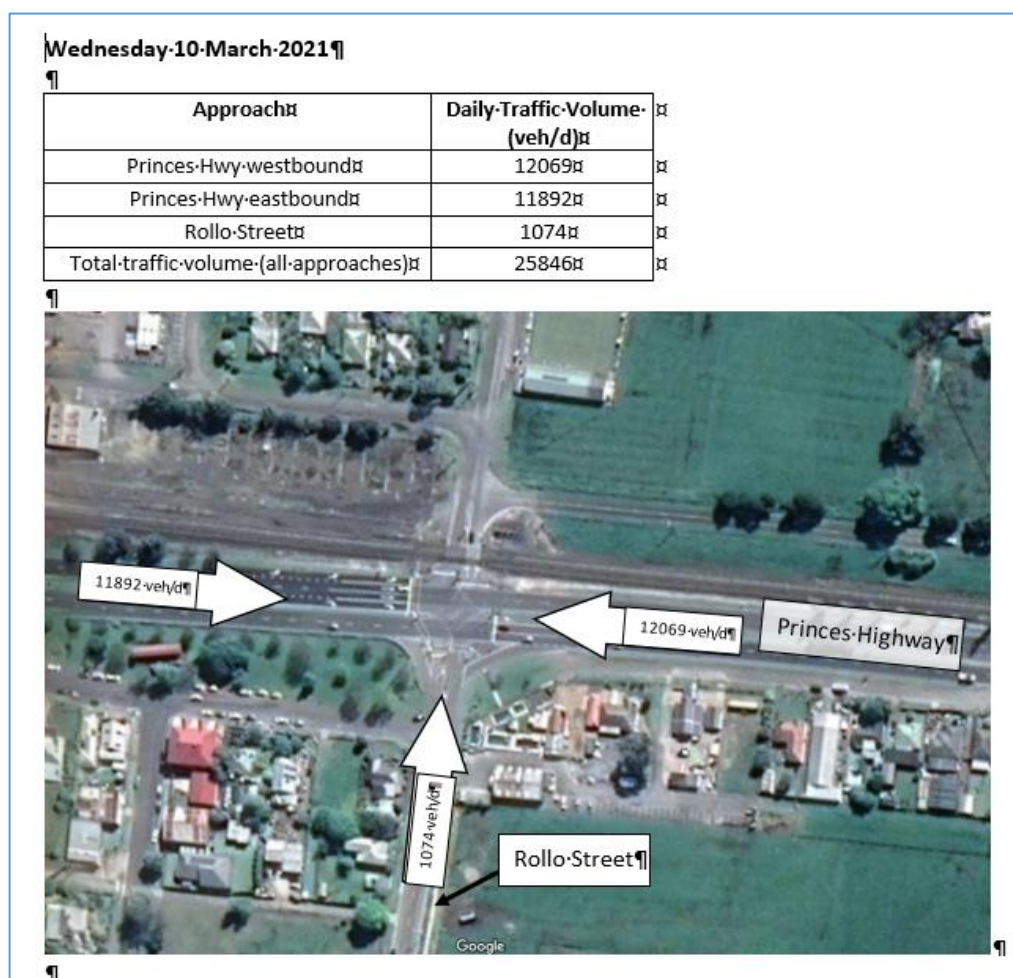 Wednesday·10·March·2021¶
¶
Approach¤ Daily·Traffic·Volume· ¤
(veh/d)¤
Princes·Hwy·westbound¤ 12069¤ ¤
Princes·Hwy·eastbound¤ 11892¤ ¤
Rollo·Street¤ 1074¤ ¤
Total·traffic·volume·(all·approaches)¤ 25846¤ ¤
¶
11892·veh/d¶
12069·veh/d¶
Princes·Highway¶
1074·veh/d¶
Rollo·Street¶
Google
¶
¶